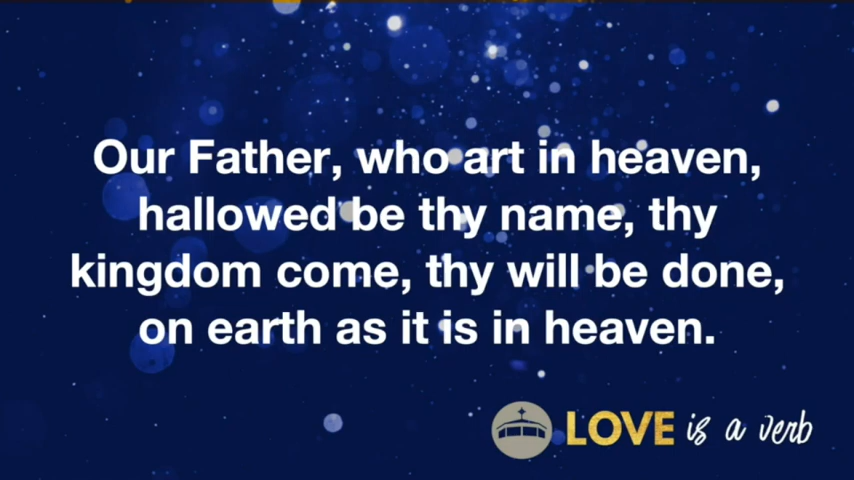 Our Father, who art in heaven,
hallowed be thy name, thy
kingdom come, thy will be done,
on earth as it is in heaven.
LOVE is a verb